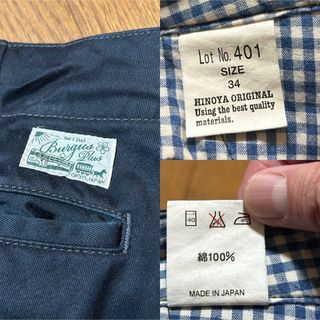 Burgus
Plus
Lot No. 401
SIZE
34
HINOYA ORIGINAL
Using the best quality
materials.
40
綿100%
MADE IN JAPAN